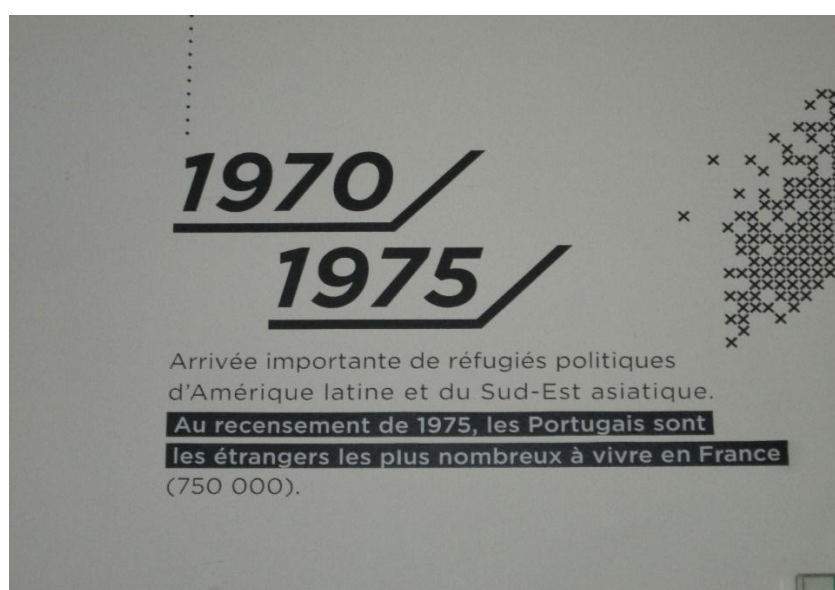 1970
1975
Arrivée importante de réfugiés politiques
d'Amérique latine et du Sud-Est asiatique.
Au recensement de 1975, les Portugais sont
les étrangers les plus nombreux à vivre en France
(750 000).